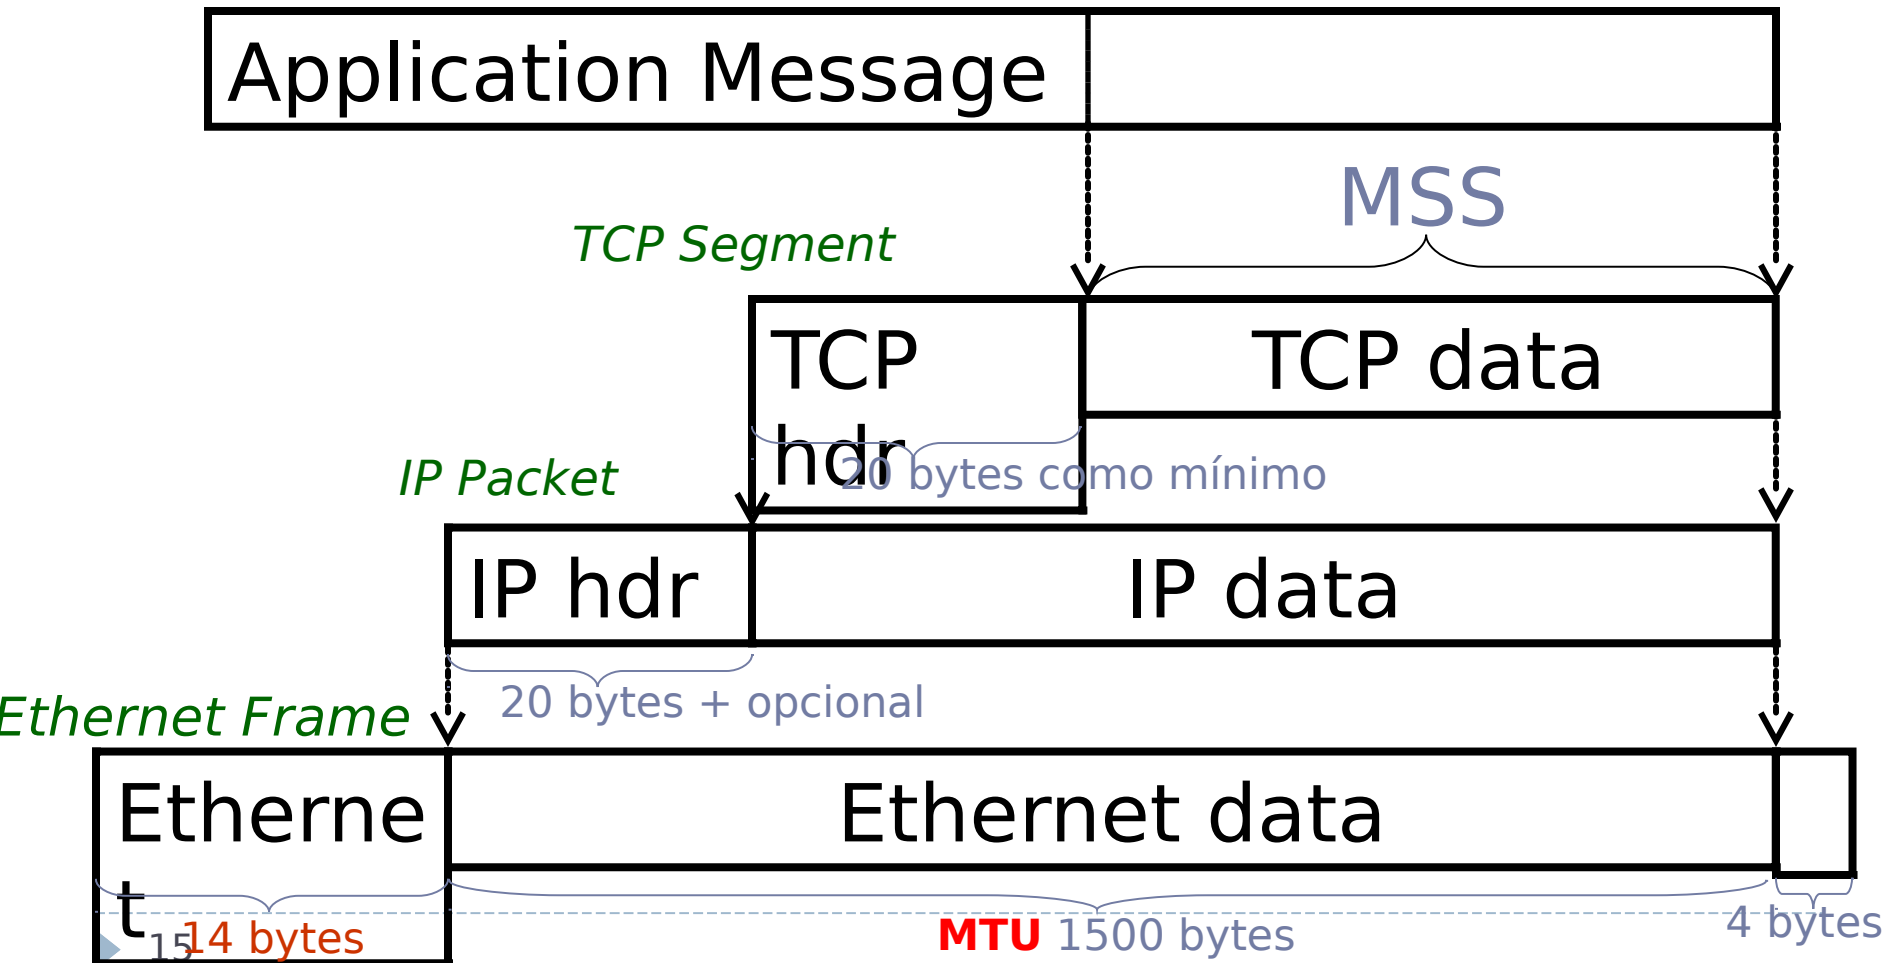 Application Message
MSS
TCP Segment
TCP
hdr
TCP data
20 bytes como mínimo
IP Packet
IP hdr
IP data
20 bytes + opcional
Ethernet Frame
Etherne
t
Ethernet data
14 bytes
MTU 1500 bytes
4 bytes
15